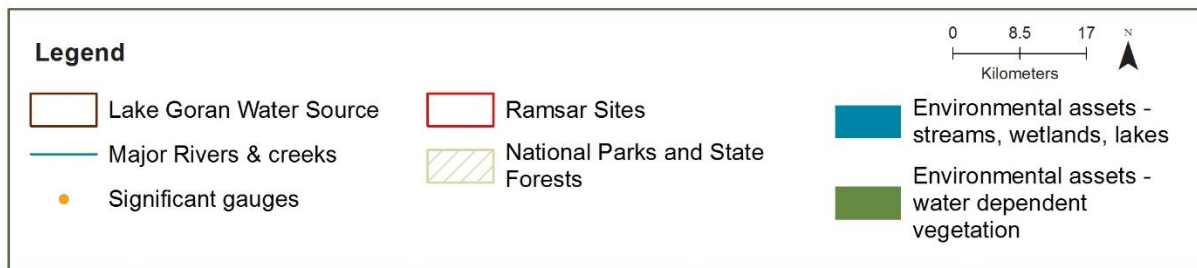 Legend
Lake Goran Water Source
Major Rivers & creeks
Significant gauges
Ramsar Sites
National Parks and State
Forests
0 8.5 17
Kilometers
N
Environmental assets -
streams, wetlands, lakes
Environmental assets -
water dependent
vegetation